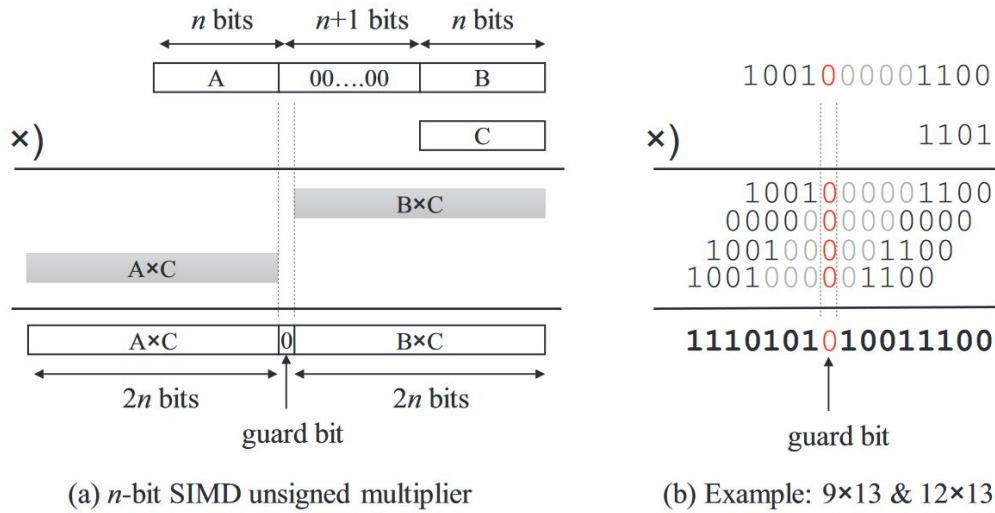 n bits n+1 bits n bits
A 00....00 B
×) C
B×C
A×C
A×C 0 B×C
2n bits 2n bits
guard bit
(a) n-bit SIMD unsigned multiplier
1001000001100
×) 1101
1001000001100
0000000000000
1001000001100
1001000001100
1110101010011100
guard bit
(b) Example: 9×13 & 12×13